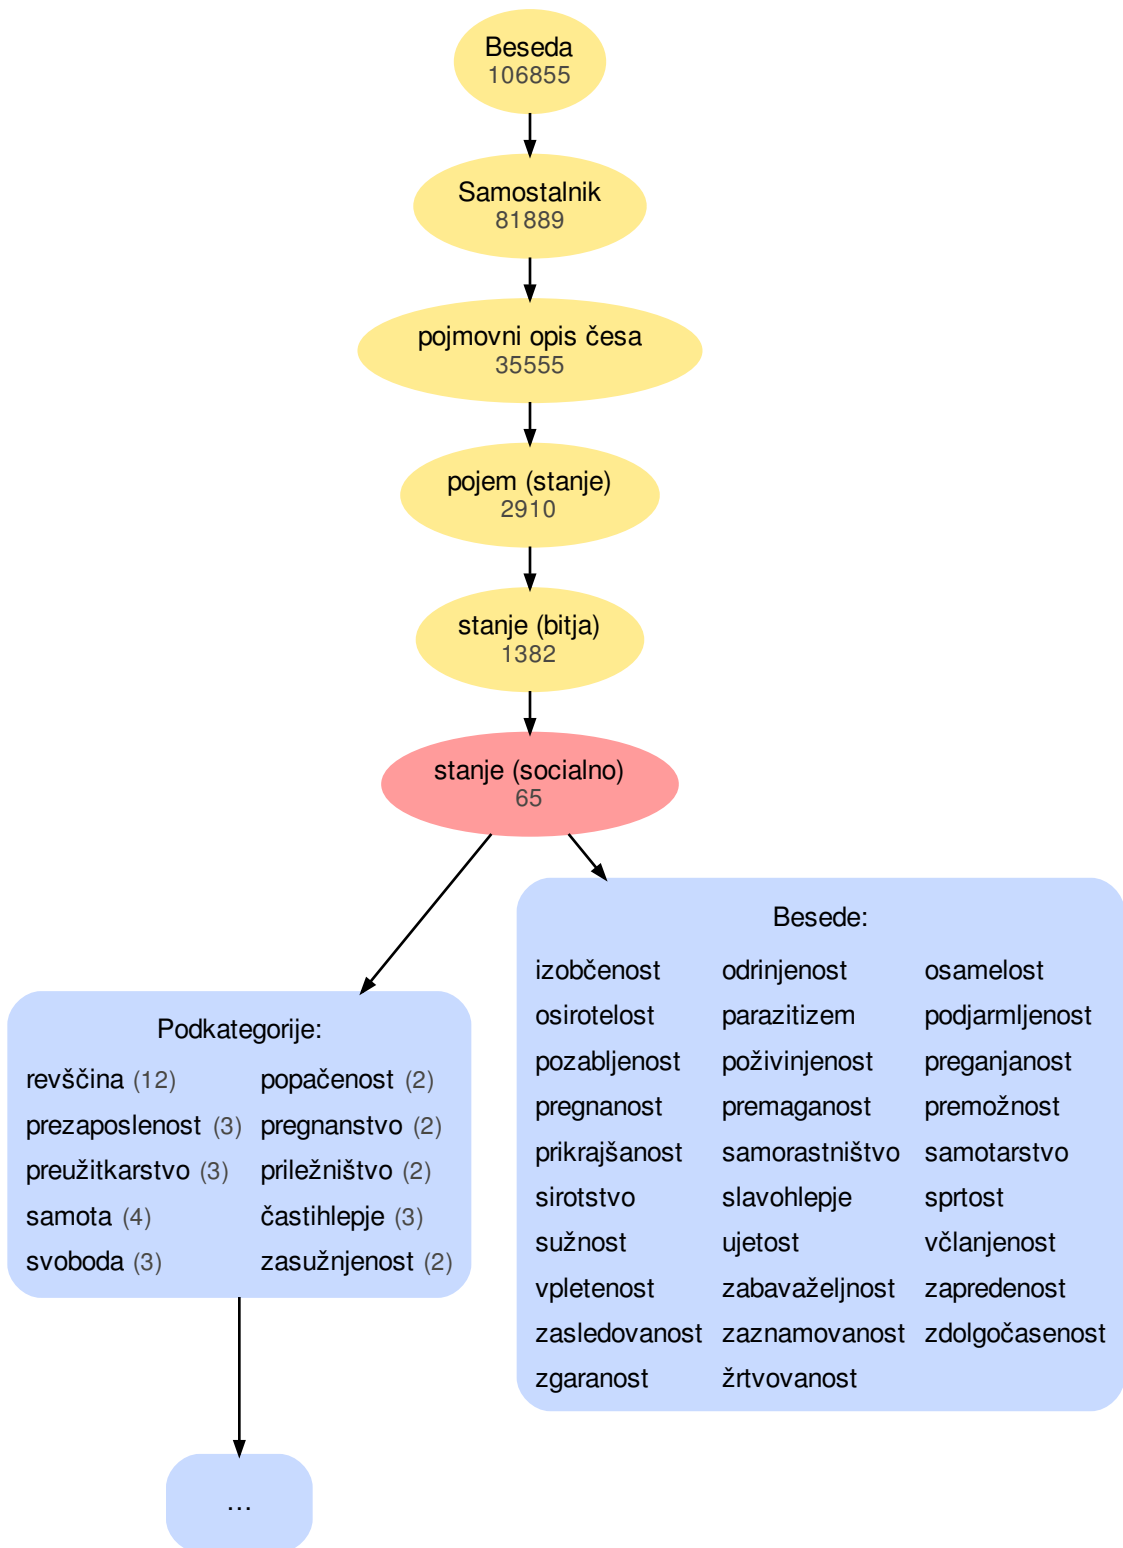 Beseda
106855
Samostalnik
81889
pojmovni opis česa
35555
pojem (stanje)
2910
stanje (bitja)
1382
stanje (socialno)
65
Podkategorije:
revščina (12) popačenost (2)
prezaposlenost (3) pregnanstvo (2)
preužitkarstvo (3) priležništvo (2)
samota (4) častihlepje (3)
svoboda (3) zasužnjenost (2)
...
Besede:
izobčenost odrinjenost osamelost
osirotelost parazitizem podjarmljenost
pozabljenost poživinjenost preganjanost
pregnanost premaganost premožnost
prikrajšanost samorastništvo samotarstvo
sirotstvo slavohlepje sprtost
sužnost ujetost včlanjenost
vpletenost zabavaželjnost zapredenost
zasledovanost zaznamovanost zdolgočasenost
zgaranost žrtvovanost